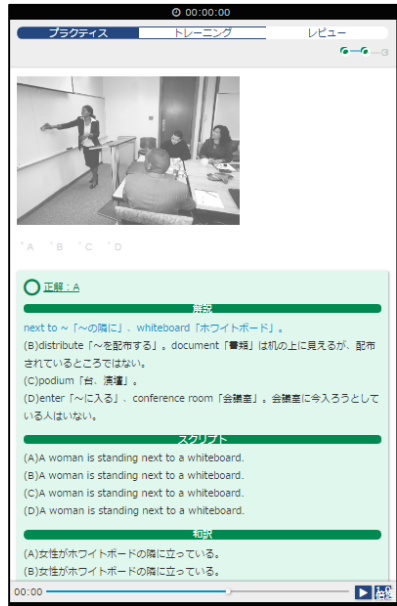 00:00:00
プラクティス
トレーニング
レビュー
A B C D
正解：A
解説
next to ~「〜の隣に」、whiteboard「ホワイトボード」。
(B)distribute「〜を配布する」。document「書類」は机の上に見えるが、配布
されているところではない。
(C)podium「台、演壇」。
(D)enter「〜に入る」、conference room「会議室」。会議室に今入ろうとして
いる人はいない。
スクリプト
(A)A woman is standing next to a whiteboard.
(B)A woman is standing next to a whiteboard.
(C)A woman is standing next to a whiteboard.
(D)A woman is standing next to a whiteboard.
和訳
(A)女性がホワイトボードの隣に立っている。
(B)女性がホワイトボードの隣に立っている。
00:00